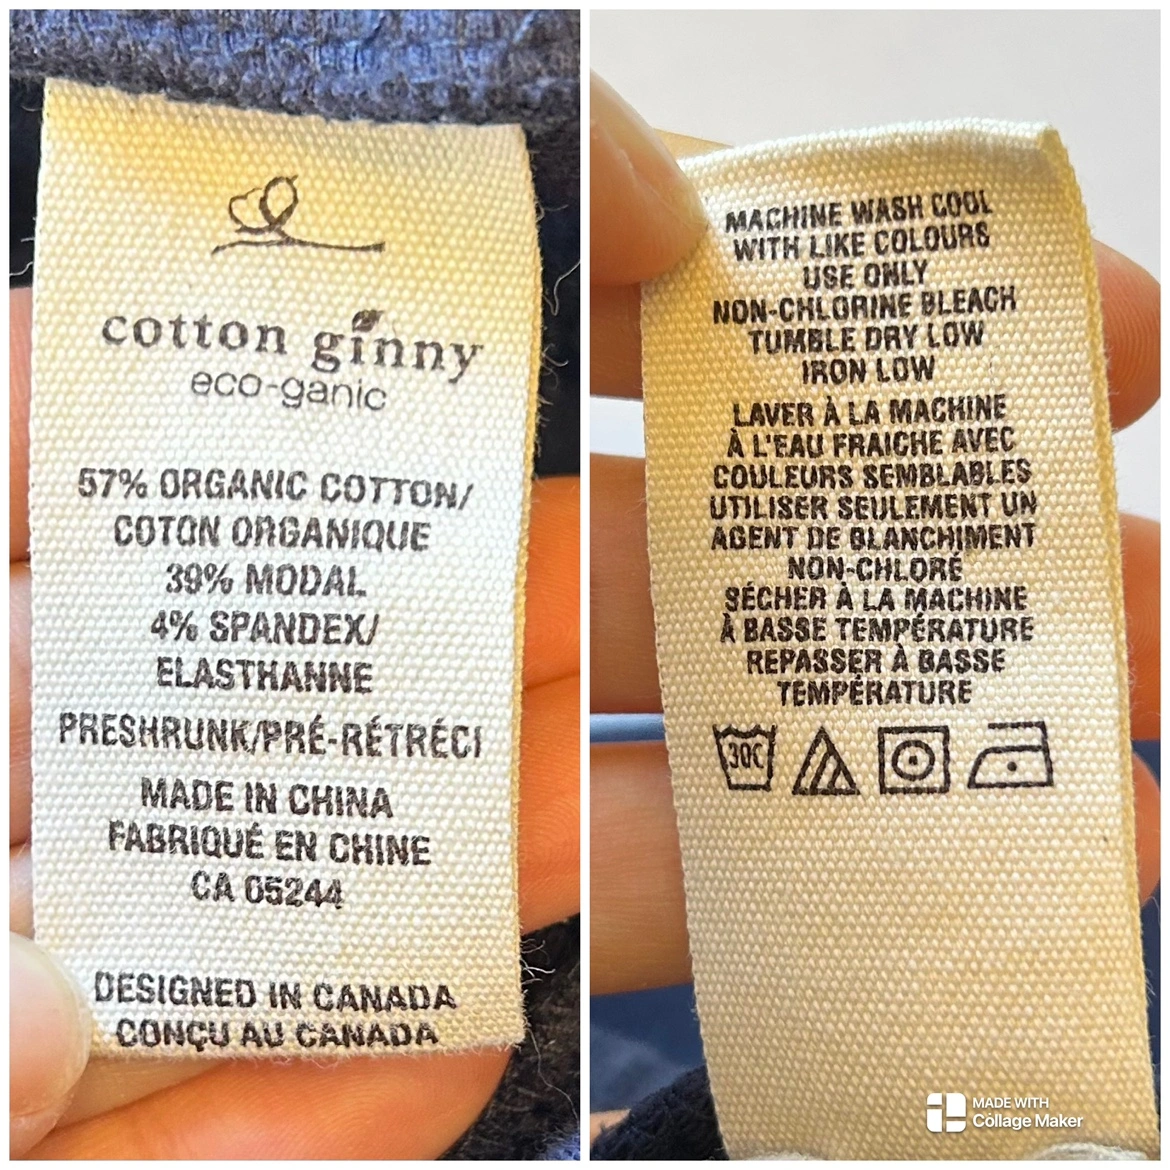 cotton ginny
eco-ganic
57% ORGANIC COTTON/
COTON ORGANIQUE
39% MODAL
4% SPANDEX/
ELASTHANNE
PRESHRUNK/PRÉ-RÉTRÉCI
MADE IN CHINA
FABRIQUÉ EN CHINE
CA 05244
DESIGNED IN CANADA
CONÇU AU CANADA
MACHINE WASH COOL
WITH LIKE COLOURS
USE ONLY
NON-CHLORINE BLEACH
TUMBLE DRY LOW
IRON LOW
LAVER À LA MACHINE
À L'EAU FRAICHE AVEC
COULEURS SEMBLABLES
UTILISER SEULEMENT UN
AGENT DE BLANCHIMENT
NON-CHLORÉ
SÉCHER À LA MACHINE
À BASSE TEMPÉRATURE
REPASSER À BASSE
TEMPÉRATURE
30C
MADE WITH
Collage Maker